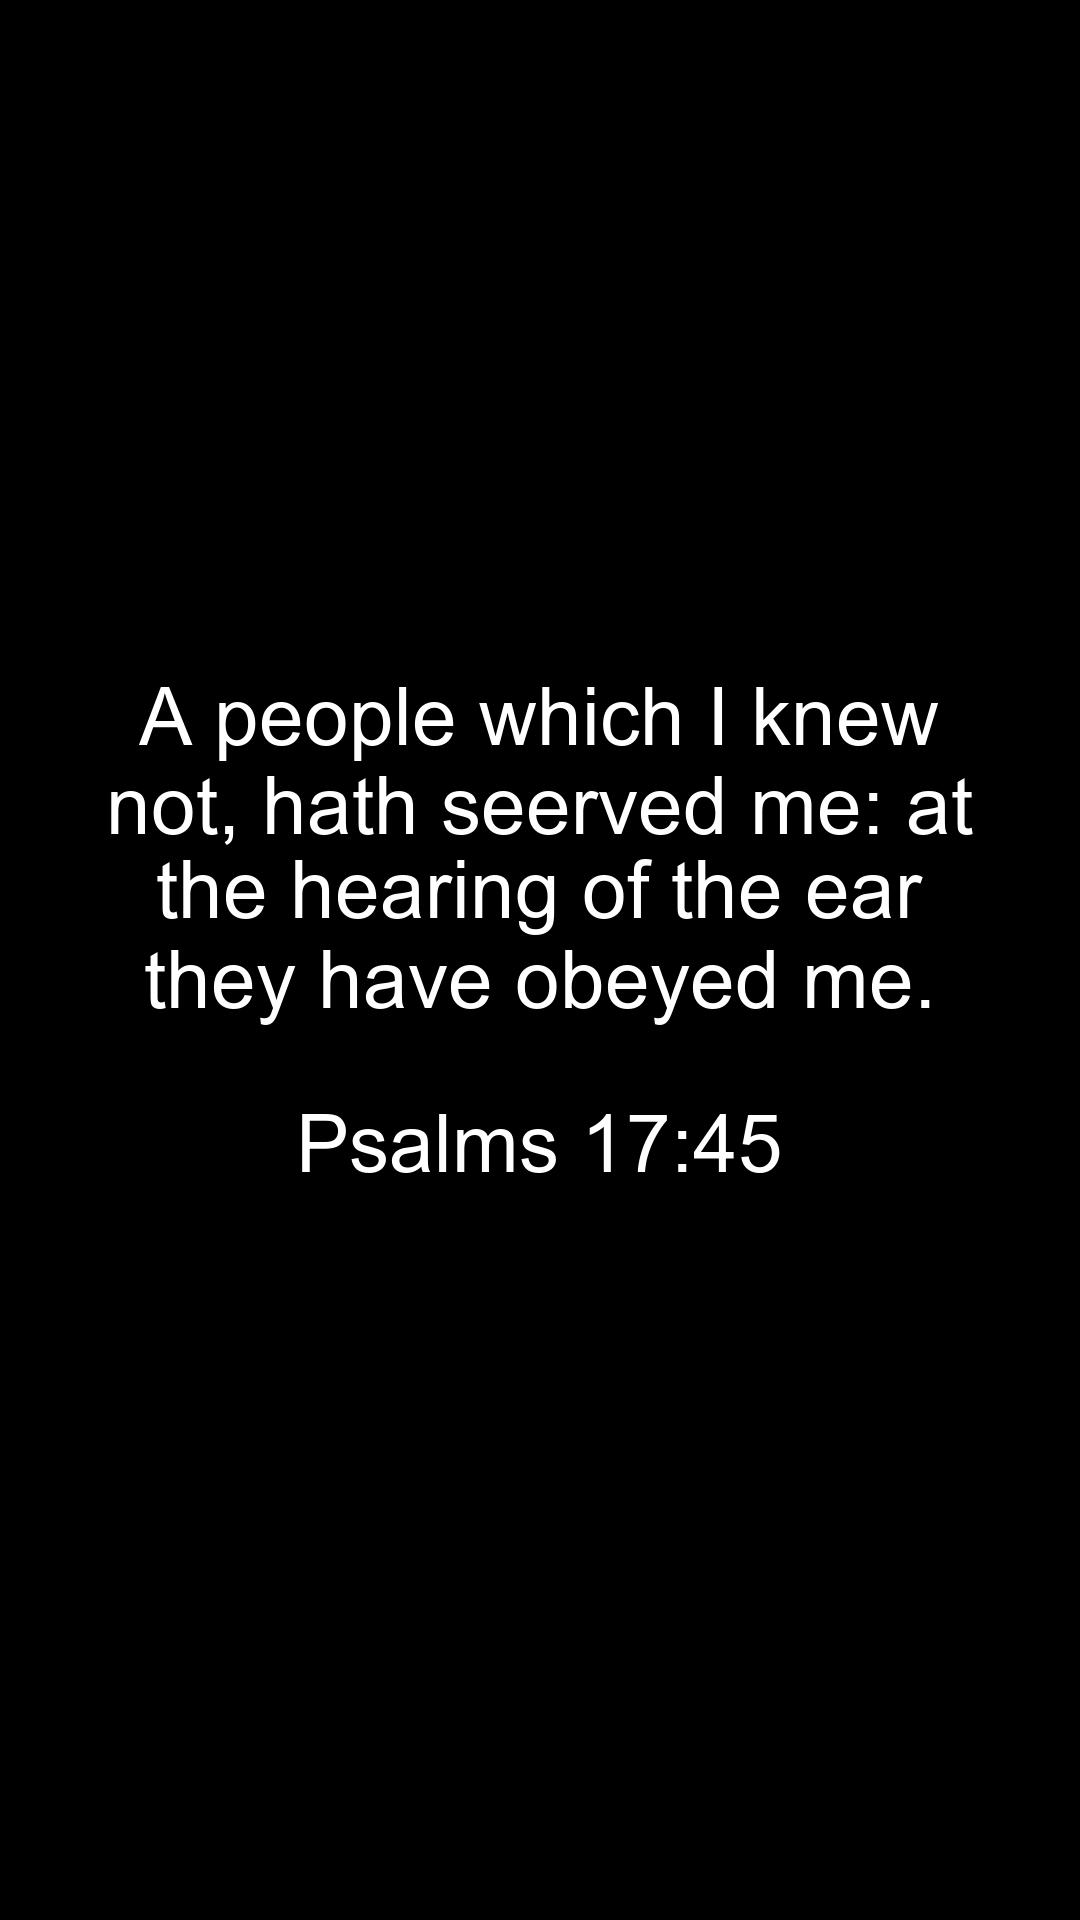 A people which I knew
not, hath seerved me: at
the hearing of the ear
they have obeyed me.
Psalms 17:45